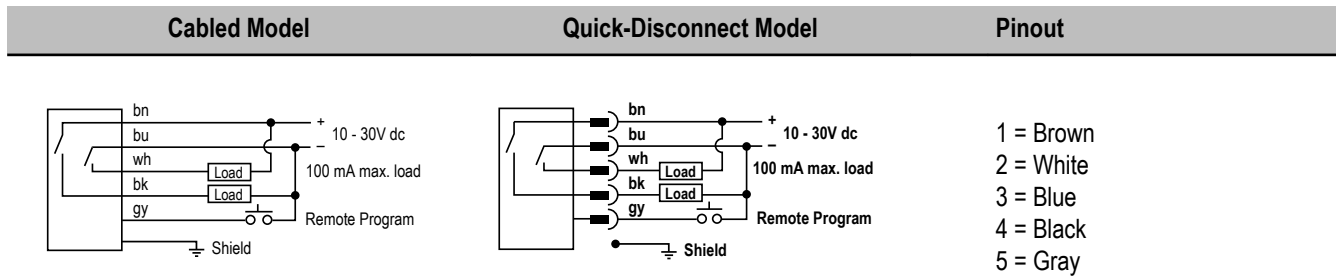 Cabled Model
Quick-Disconnect Model
Pinout
bn
bu
wh
bk
gy
Load
Load
+
10 - 30V dc
–
100 mA max. load
Remote Program
Shield
bn
bu
wh
bk
gy
Load
Load
+
10 - 30V dc
–
100 mA max. load
Remote Program
Shield
1 = Brown
2 = White
3 = Blue
4 = Black
5 = Gray